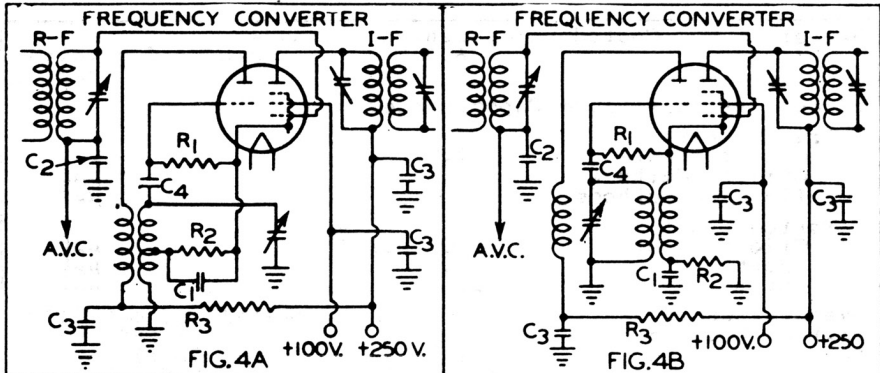 FREQUENCY CONVERTER
R-F
I-F
R1
C2
C4
C3
A.V.C.
R2
C3
C1
C3
R3
+100V.
+250V.
FIG.4A
FREQUENCY CONVERTER
R-F
I-F
R1
C2
C4
C3
C3
A.V.C.
C1
R2
C3
R3
+100V.
+250
FIG.4B